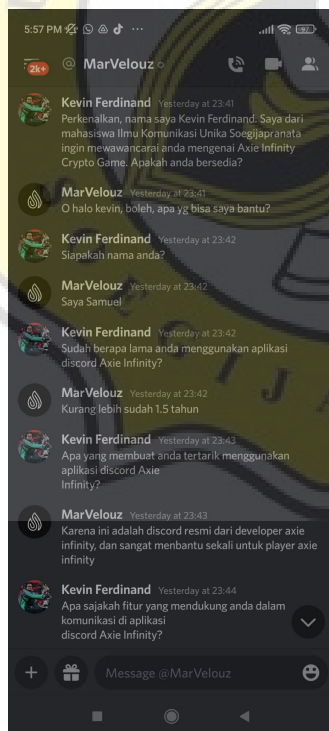 5:57 PM
97
2k+
@ MarVelouz
Kevin Ferdinand Yesterday at 23:41
Perkenalkan, nama saya Kevin Ferdinand. Saya dari
mahasiswa Ilmu Komunikasi Unika Soegijapranata
ingin mewawancarai anda mengenai Axie Infinity
Crypto Game. Apakah anda bersedia?
MarVelouz Yesterday at 23:41
O halo kevin, boleh, apa yg bisa saya bantu?
Kevin Ferdinand Yesterday at 23:42
Siapakah nama anda?
MarVelouz Yesterday at 23:42
Saya Samuel
Kevin Ferdinand Yesterday at 23:42
Sudah berapa lama anda menggunakan aplikasi
discord Axie Infinity?
MarVelouz Yesterday at 23:42
Kurang lebih sudah 1.5 tahun
Kevin Ferdinand Yesterday at 23:43
Apa yang membuat anda tertarik menggunakan
aplikasi discord Axie
Infinity?
MarVelouz Yesterday at 23:43
Karena ini adalah discord resmi dari developer axie
infinity, dan sangat menbantu sekali untuk player axie
infinity
Kevin Ferdinand Yesterday at 23:44
Apa sajakah fitur yang mendukung anda dalam
komunikasi di aplikasi
discord Axie Infinity?
Message @MarVelouz